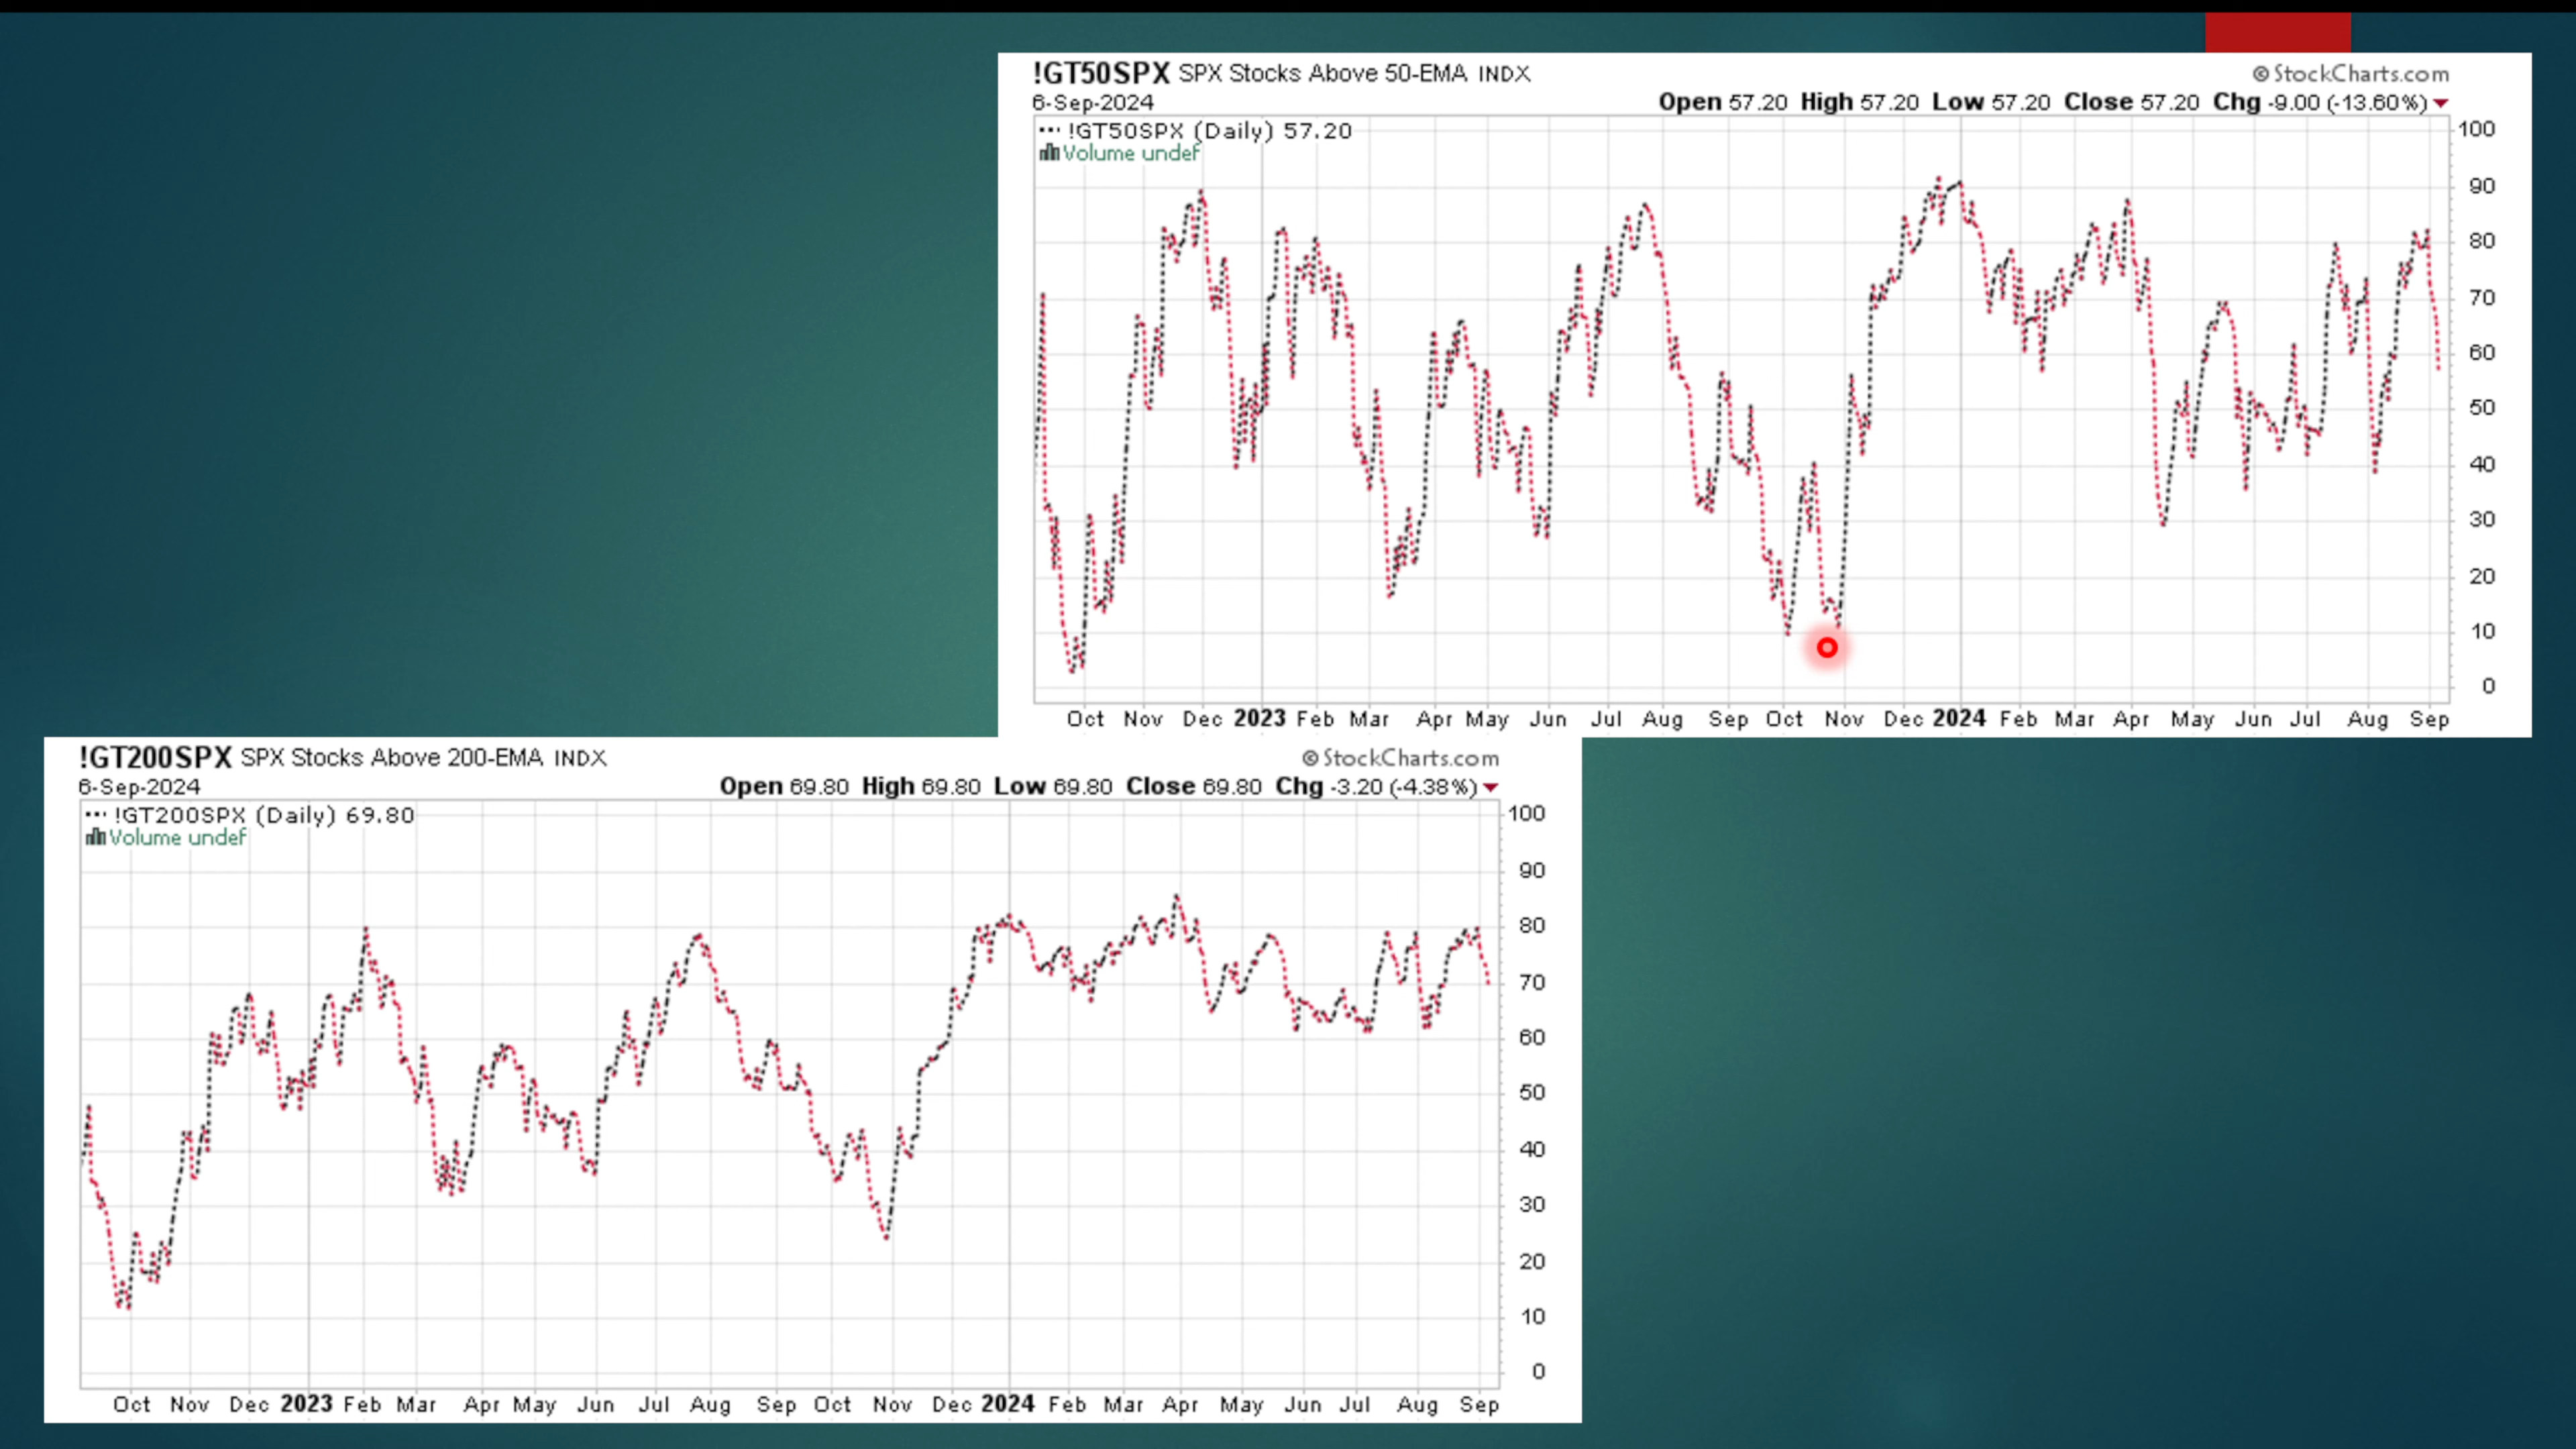 !GT50SPX SPX Stocks Above 50-EMA INDX © StockCharts.com
6-Sep-2024 Open 57.20 High 57.20 Low 57.20 Close 57.20 Chg -9.00 (-13.60%)
!GT50SPX (Daily) 57.20
Volume undef
100
90
80
70
60
50
40
30
20
10
0
Oct Nov Dec 2023 Feb Mar Apr May Jun Jul Aug Sep Oct Nov Dec 2024 Feb Mar Apr May Jun Jul Aug Sep
!GT200SPX SPX Stocks Above 200-EMA INDX © StockCharts.com
6-Sep-2024 Open 69.80 High 69.80 Low 69.80 Close 69.80 Chg -3.20 (-4.38%)
!GT200SPX (Daily) 69.80
Volume undef
100
90
80
70
60
50
40
30
20
10
0
Oct Nov Dec 2023 Feb Mar Apr May Jun Jul Aug Sep Oct Nov Dec 2024 Feb Mar Apr May Jun Jul Aug Sep